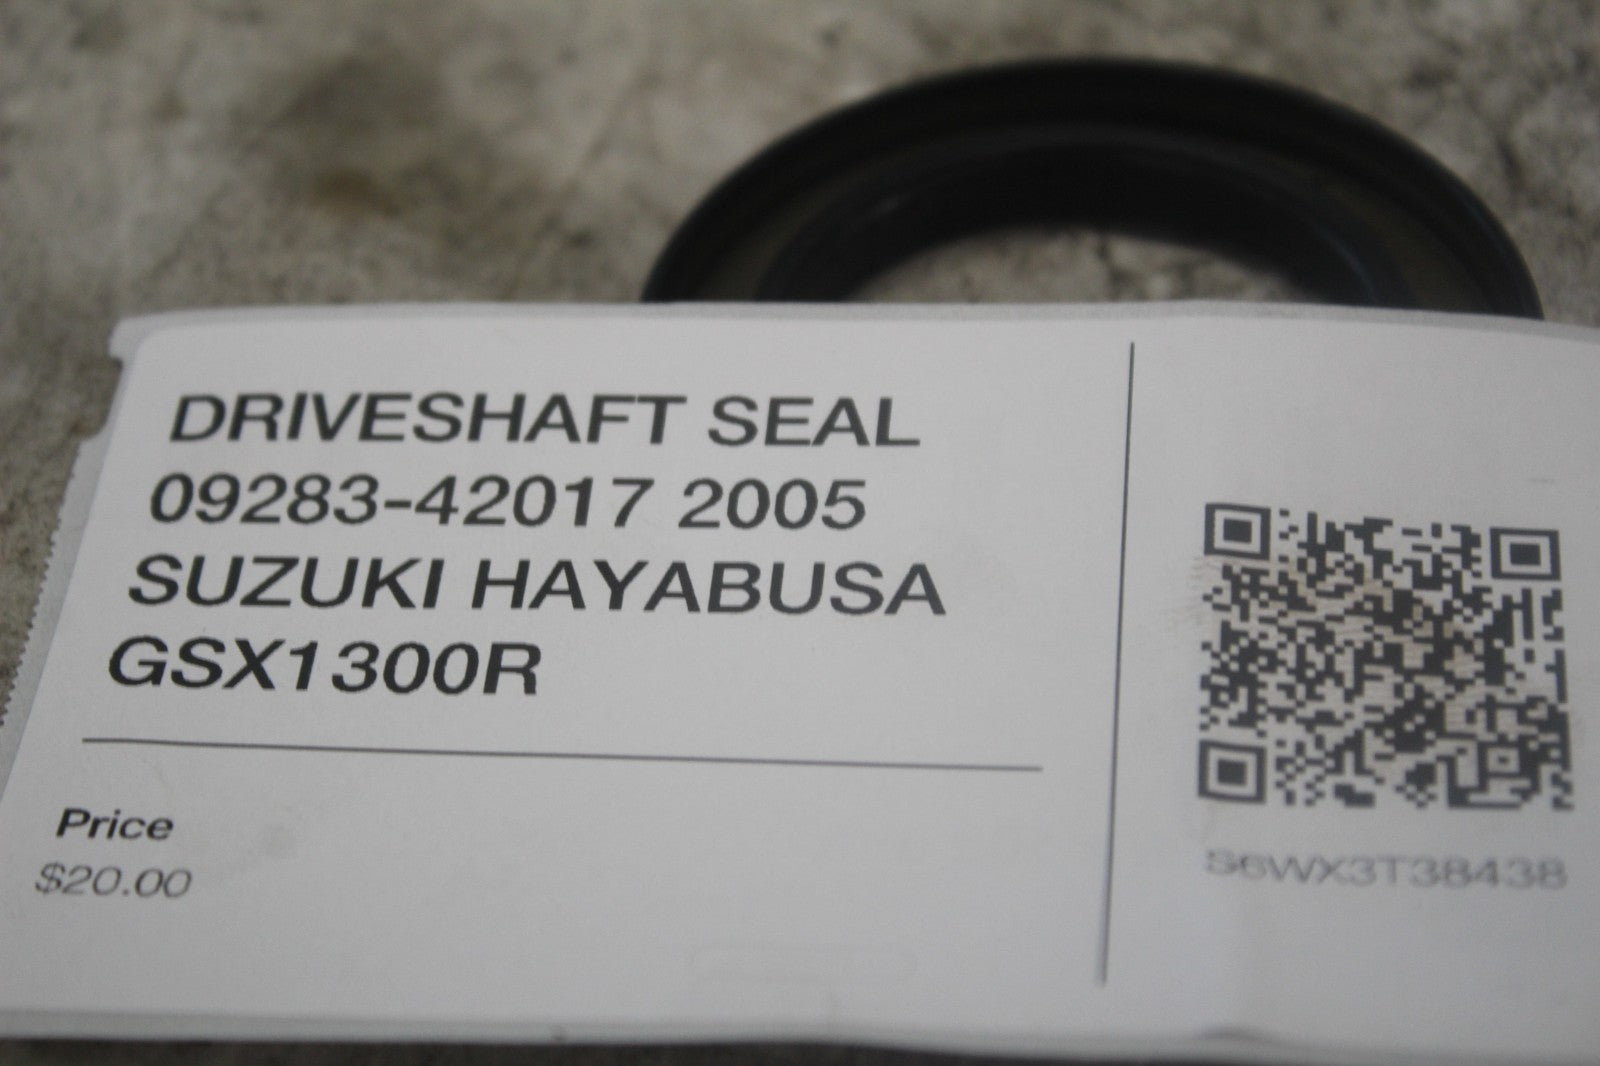 DRIVESHAFT SEAL
09283-42017 2005
SUZUKI HAYABUSA
GSX1300R
Price
$20.00
S6WX3T38438